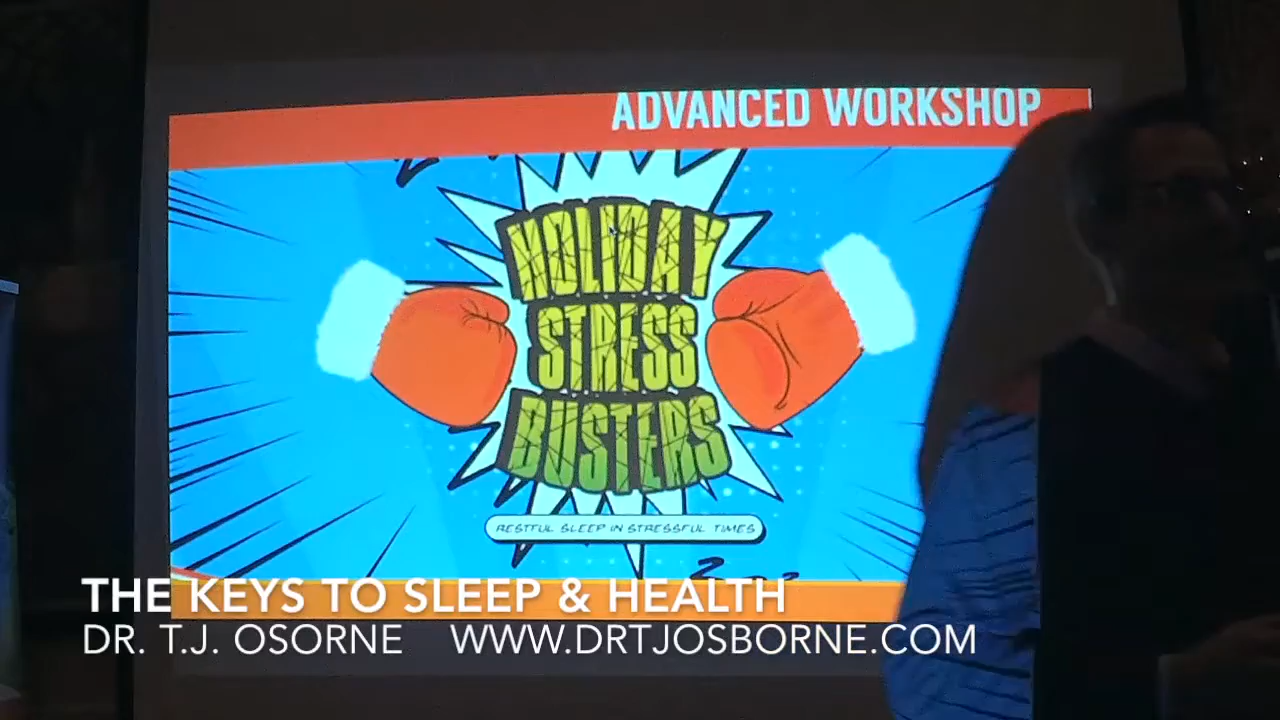 ADVANCED WORKSHOP
HOLIDAY
STRESS
BUSTERS
RESTFUL SLEEP IN STRESSFUL TIMES
THE KEYS TO SLEEP & HEALTH
DR. T.J. OSORNE WWW.DRTJOSBORNE.COM